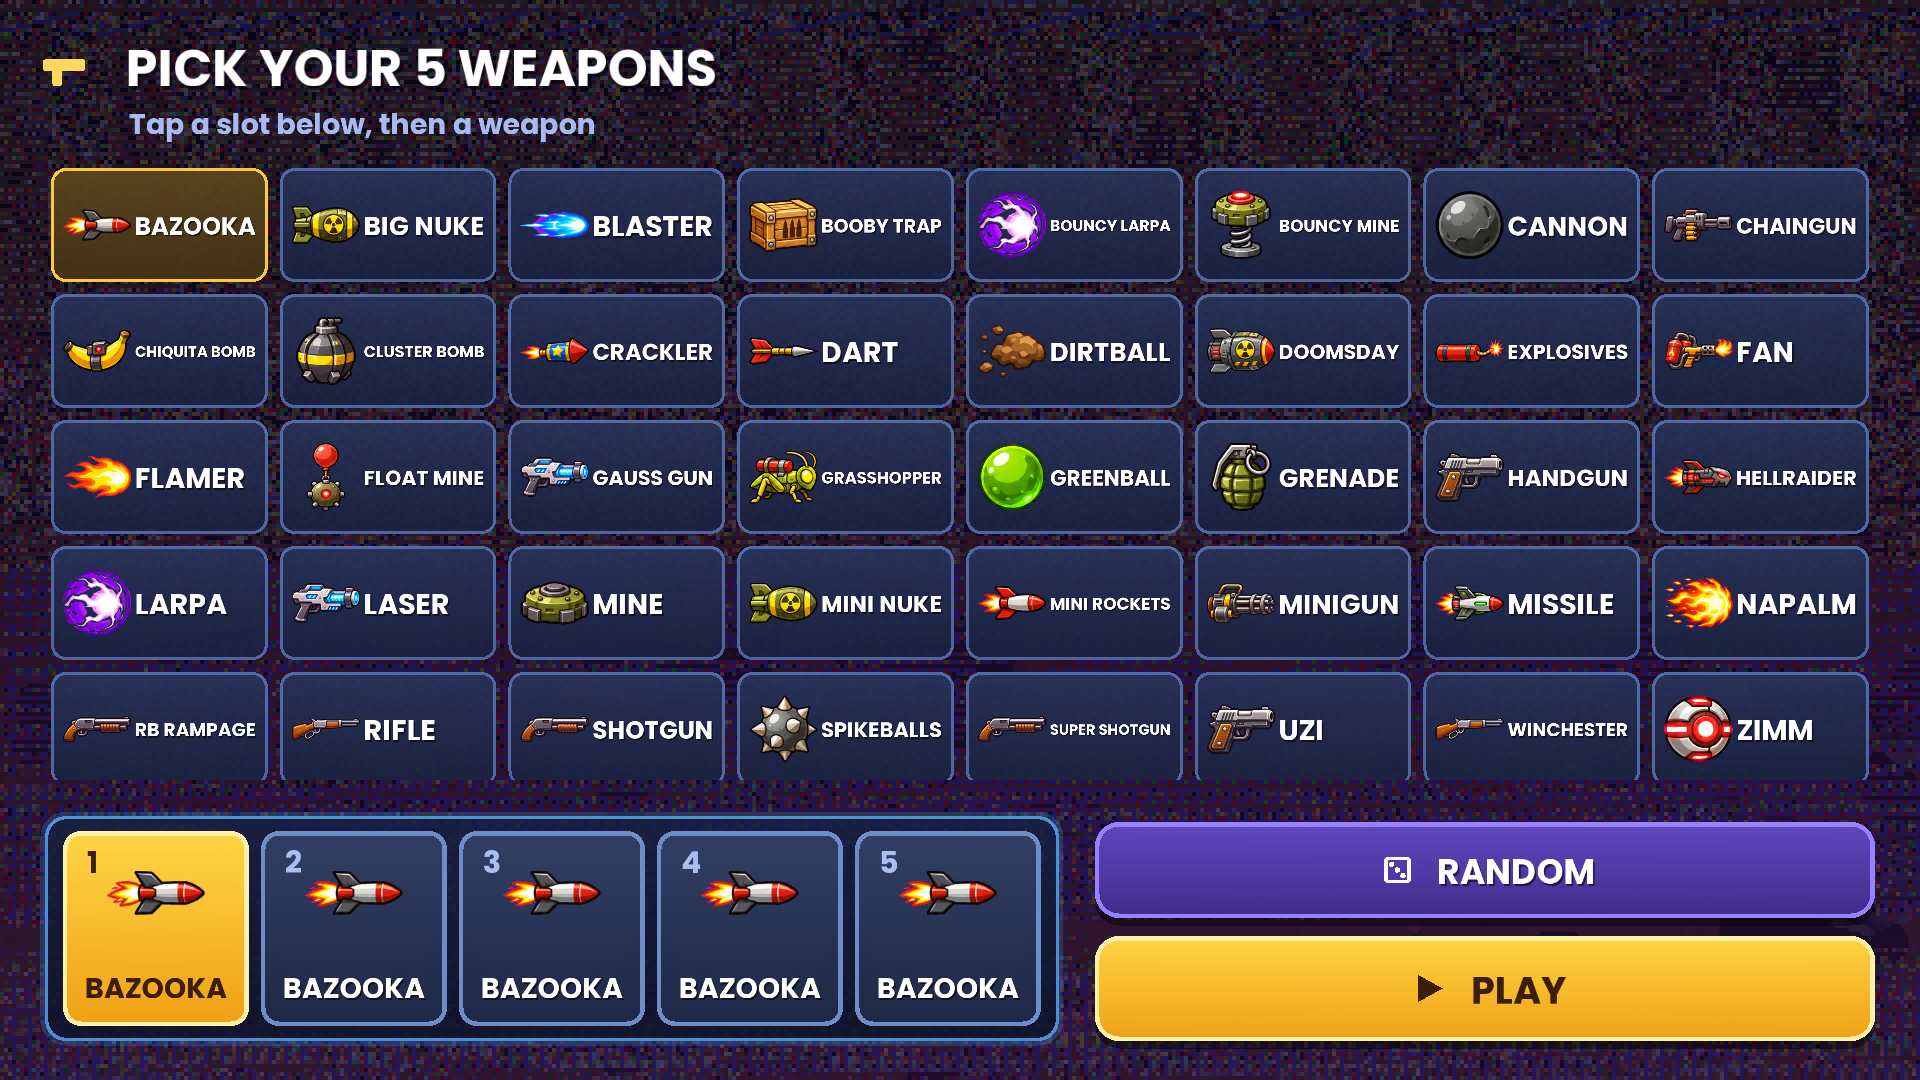 PICK YOUR 5 WEAPONS
Tap a slot below, then a weapon
BAZOOKA
BIG NUKE
BLASTER
BOOBY TRAP
BOUNCY LARPA
BOUNCY MINE
CANNON
CHAINGUN
CHIQUITA BOMB
CLUSTER BOMB
CRACKLER
DART
DIRTBALL
DOOMSDAY
EXPLOSIVES
FAN
FLAMER
FLOAT MINE
GAUSS GUN
GRASSHOPPER
GREENBALL
GRENADE
HANDGUN
HELLRAIDER
LARPA
LASER
MINE
MINI NUKE
MINI ROCKETS
MINIGUN
MISSILE
NAPALM
RB RAMPAGE
RIFLE
SHOTGUN
SPIKEBALLS
SUPER SHOTGUN
UZI
WINCHESTER
ZIMM
1
BAZOOKA
2
BAZOOKA
3
BAZOOKA
4
BAZOOKA
5
BAZOOKA
RANDOM
PLAY